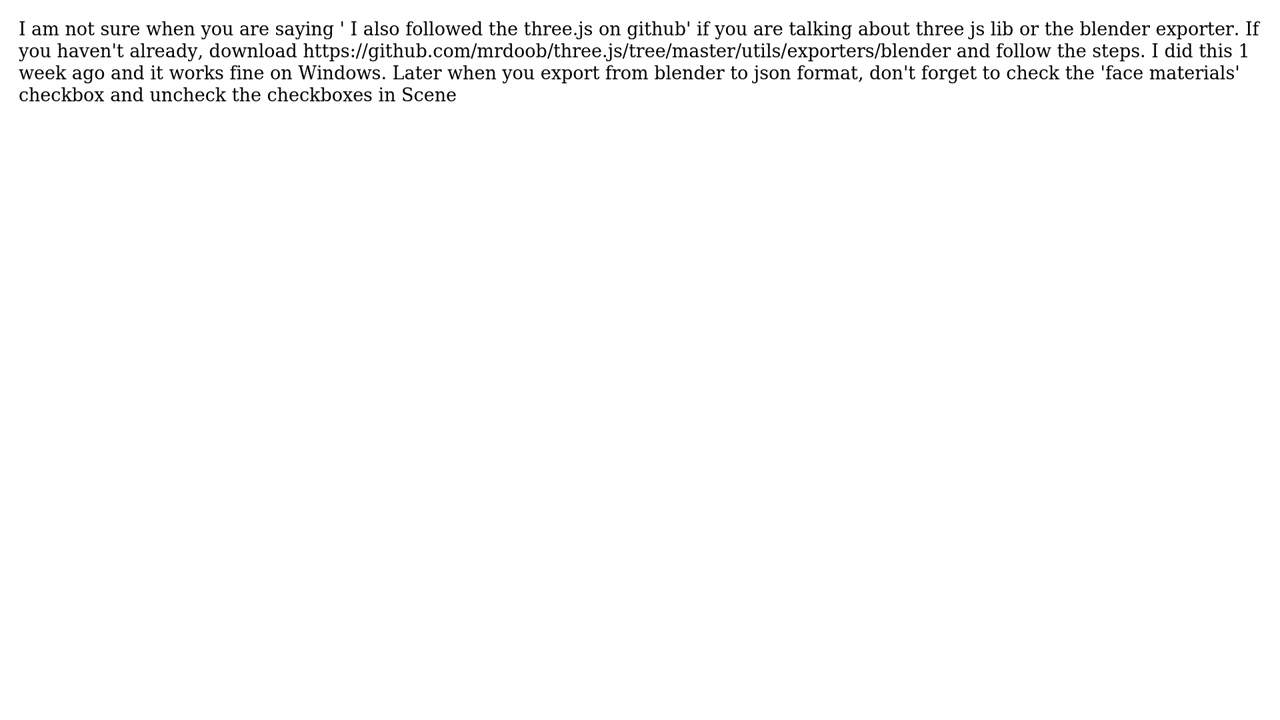 I am not sure when you are saying ' I also followed the three.js on github' if you are talking about three js lib or the blender exporter. If
you haven't already, download https://github.com/mrdoob/three.js/tree/master/utils/exporters/blender and follow the steps. I did this 1
week ago and it works fine on Windows. Later when you export from blender to json format, don't forget to check the 'face materials'
checkbox and uncheck the checkboxes in Scene